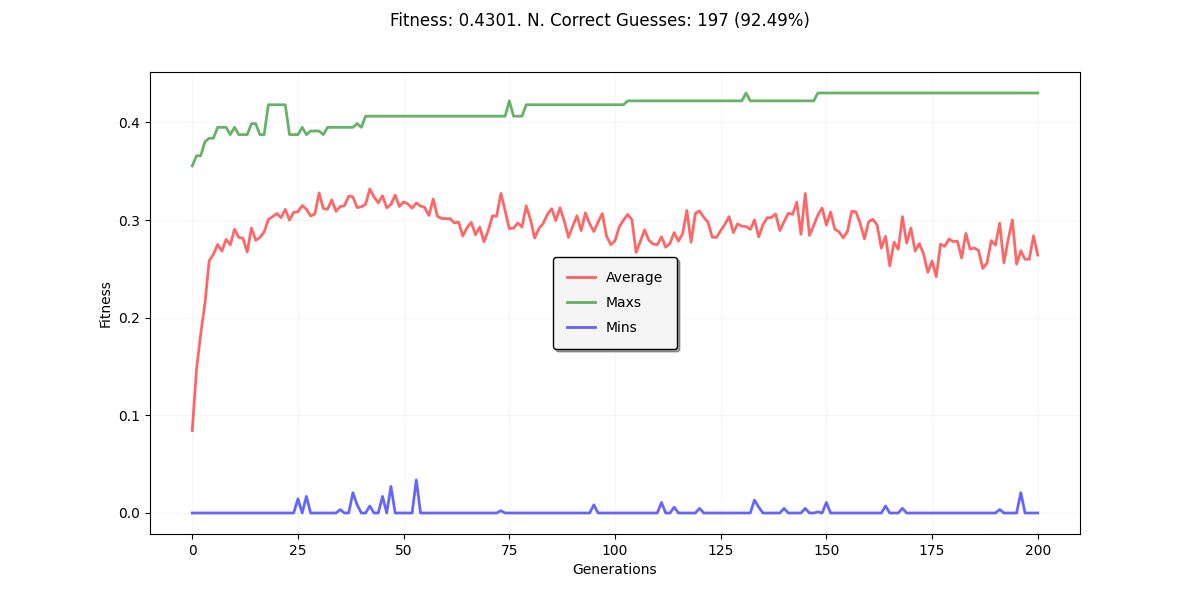 Fitness: 0.4301. N. Correct Guesses: 197 (92.49%)
0.4
0.3
0.2
0.1
0.0
Fitness
Average
Maxs
Mins
0 25 50 75 100 125 150 175 200
Generations